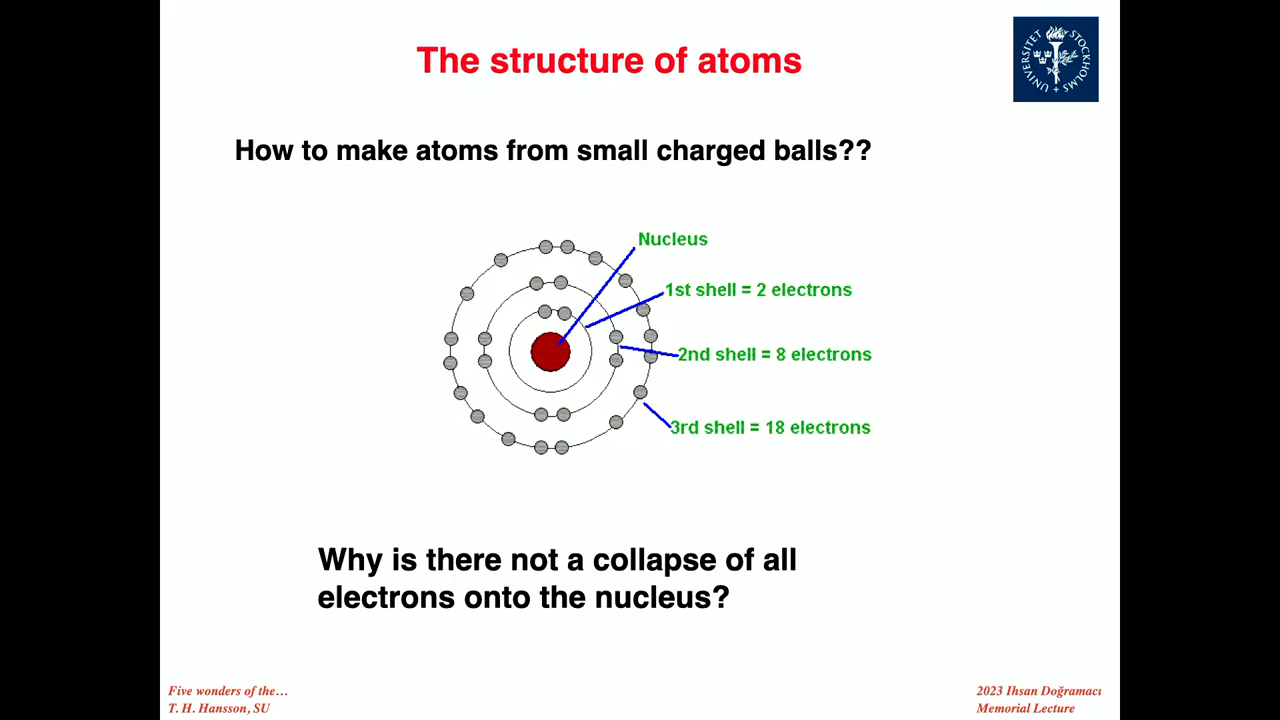 The structure of atoms
UNIVERSITET STOCKHOLMS
How to make atoms from small charged balls??
Nucleus
1st shell = 2 electrons
2nd shell = 8 electrons
3rd shell = 18 electrons
Why is there not a collapse of all
electrons onto the nucleus?
Five wonders of the…
T. H. Hansson, SU
2023 Ihsan Doğramacı
Memorial Lecture